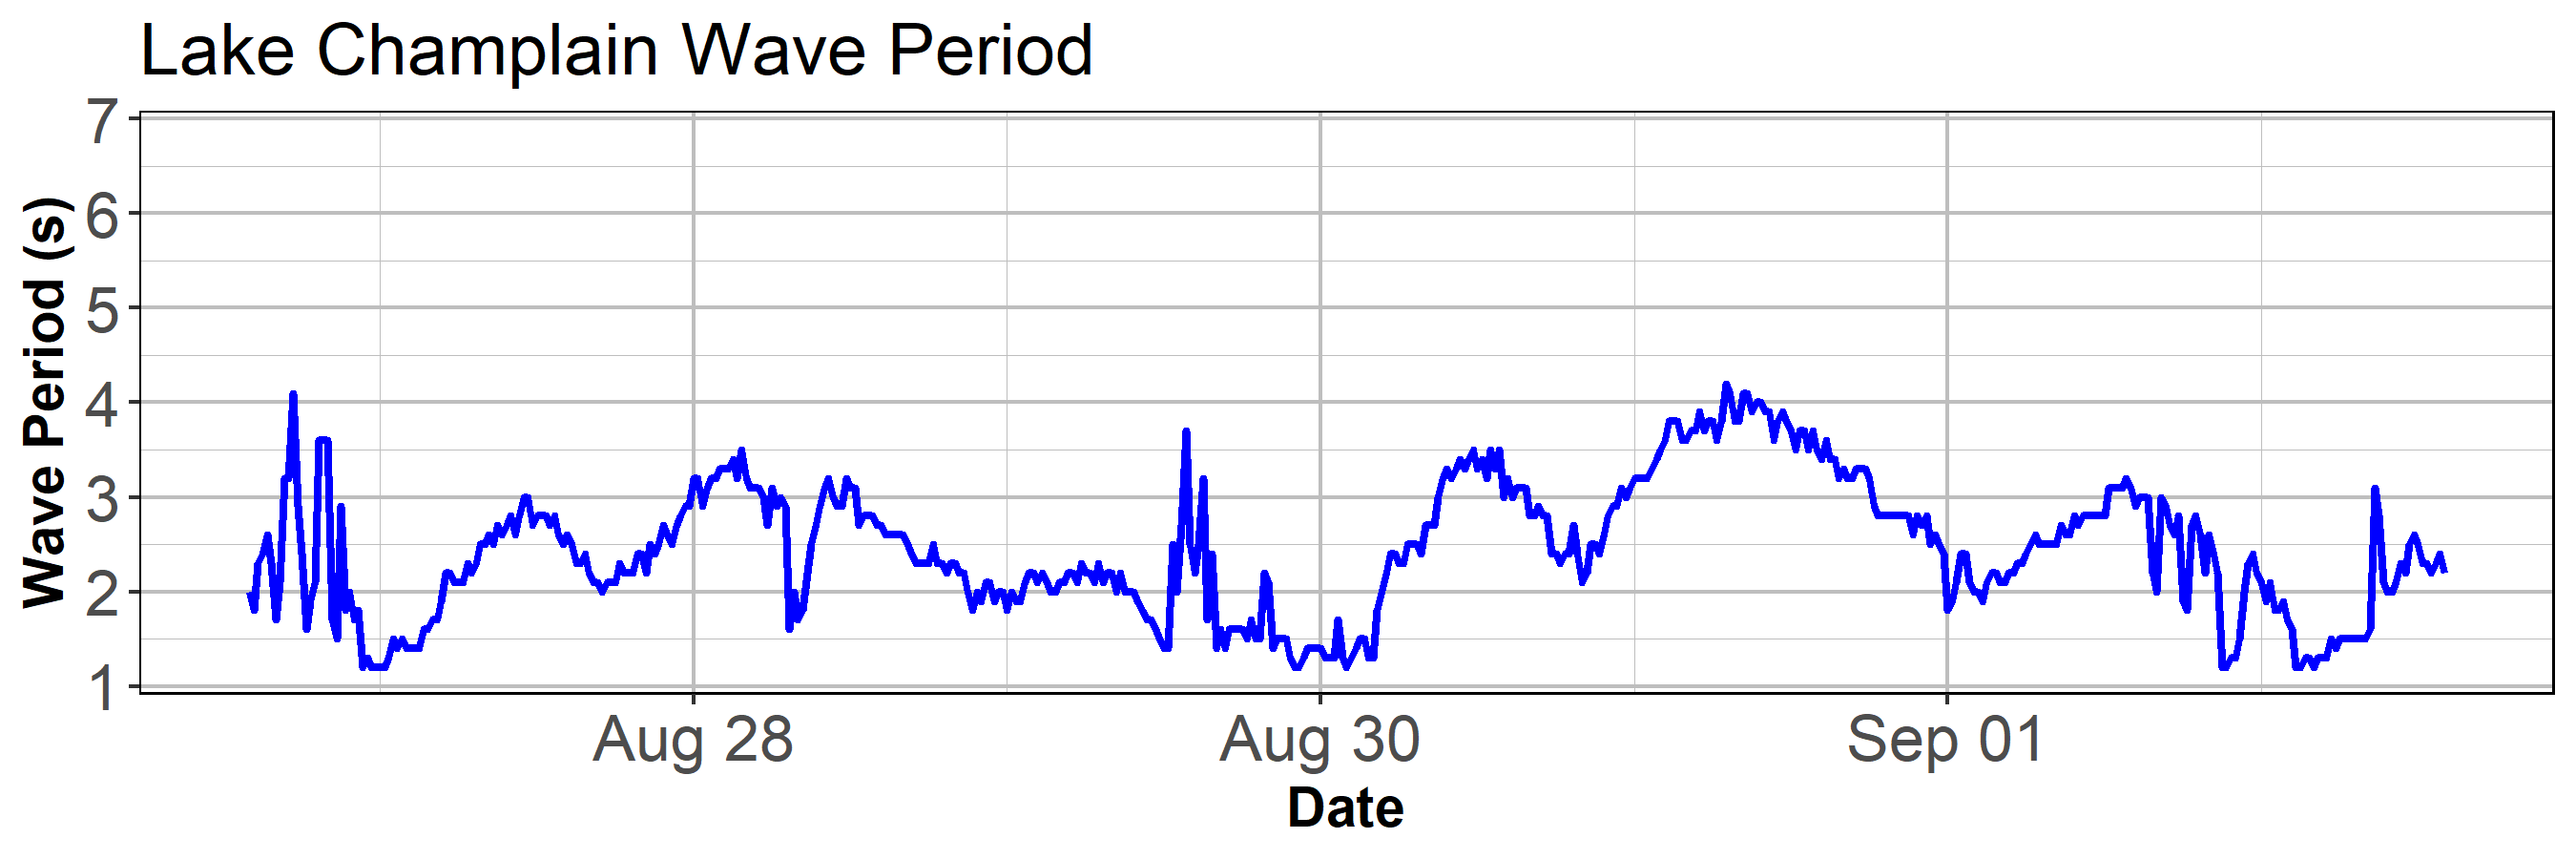 Lake Champlain Wave Period
Wave Period (s)
7
6
5
4
3
2
1
Aug 28
Aug 30
Sep 01
Date